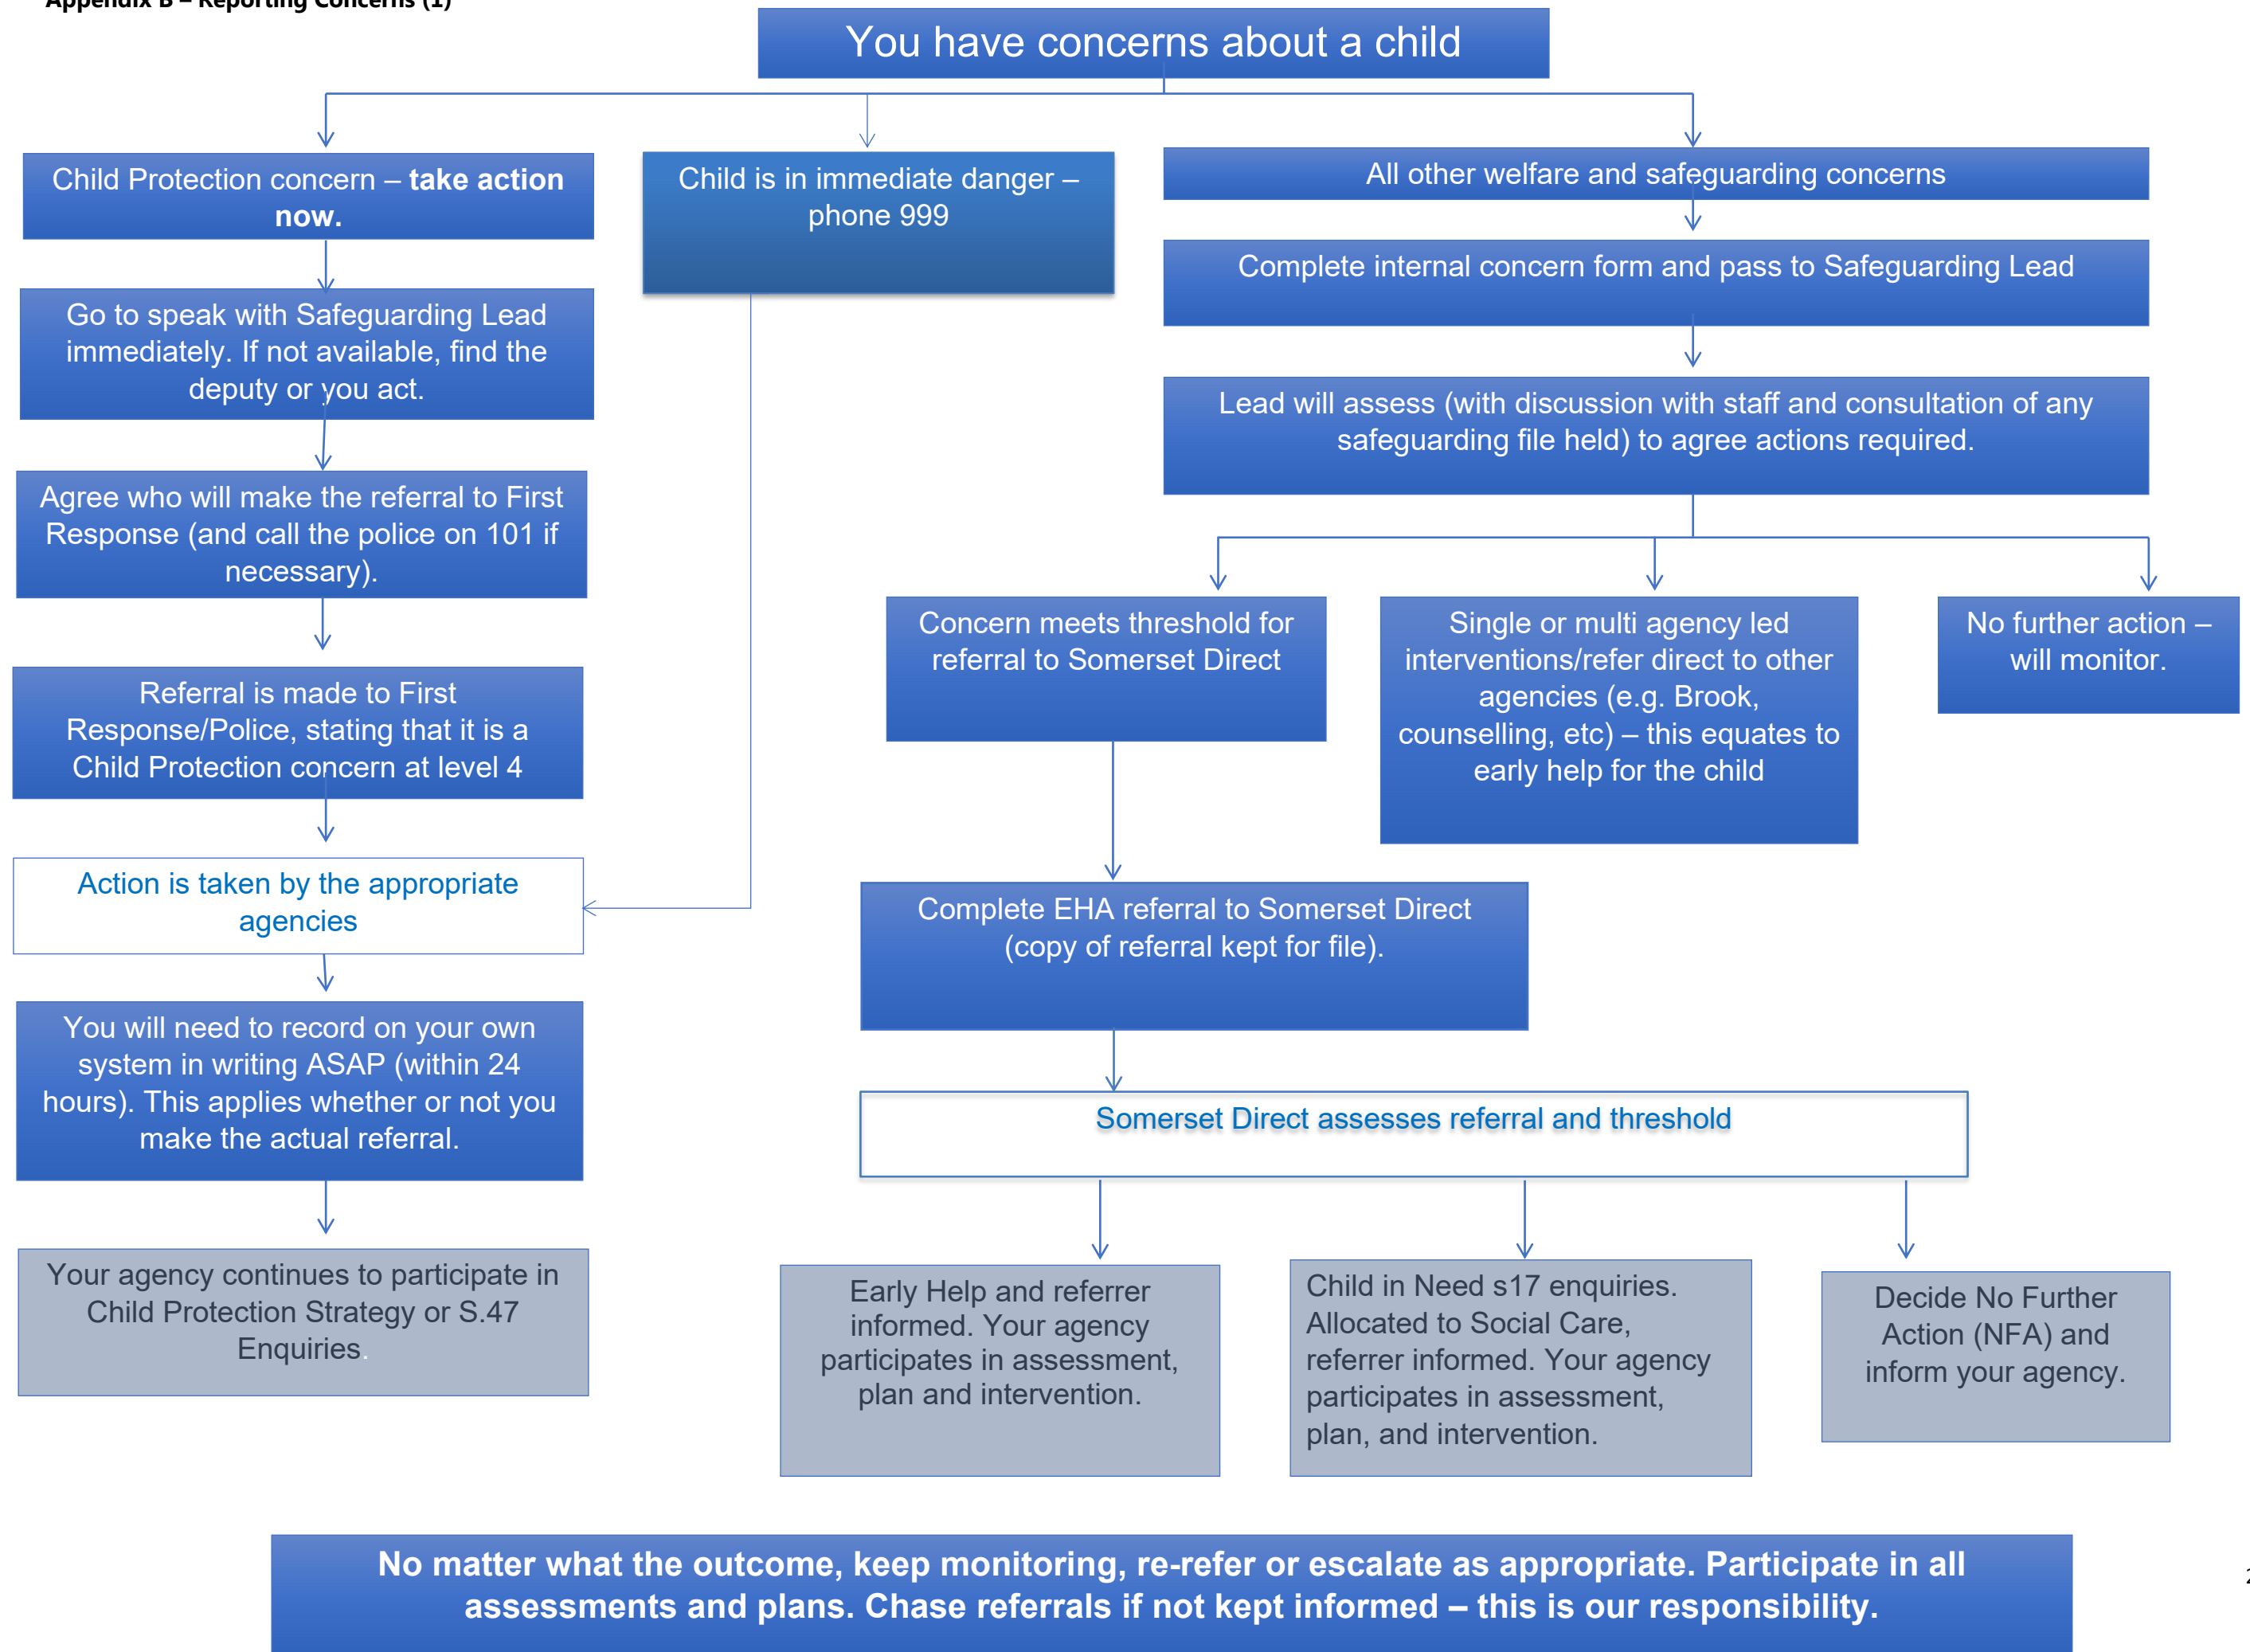 Appendix B – Reporting Concerns (1)
You have concerns about a child
Child Protection concern – take action
now.
Child is in immediate danger –
phone 999
All other welfare and safeguarding concerns
Go to speak with Safeguarding Lead
immediately. If not available, find the
deputy or you act.
Complete internal concern form and pass to Safeguarding Lead
Lead will assess (with discussion with staff and consultation of any
safeguarding file held) to agree actions required.
Agree who will make the referral to First
Response (and call the police on 101 if
necessary).
Concern meets threshold for
referral to Somerset Direct
Single or multi agency led
interventions/refer direct to other
agencies (e.g. Brook,
counselling, etc) – this equates to
early help for the child
No further action –
will monitor.
Referral is made to First
Response/Police, stating that it is a
Child Protection concern at level 4
Action is taken by the appropriate
agencies
Complete EHA referral to Somerset Direct
(copy of referral kept for file).
You will need to record on your own
system in writing ASAP (within 24
hours). This applies whether or not you
make the actual referral.
Somerset Direct assesses referral and threshold
Your agency continues to participate in
Child Protection Strategy or S.47
Enquiries.
Early Help and referrer
informed. Your agency
participates in assessment,
plan and intervention.
Child in Need s17 enquiries.
Allocated to Social Care,
referrer informed. Your agency
participates in assessment,
plan, and intervention.
Decide No Further
Action (NFA) and
inform your agency.
No matter what the outcome, keep monitoring, re-refer or escalate as appropriate. Participate in all
assessments and plans. Chase referrals if not kept informed – this is our responsibility.